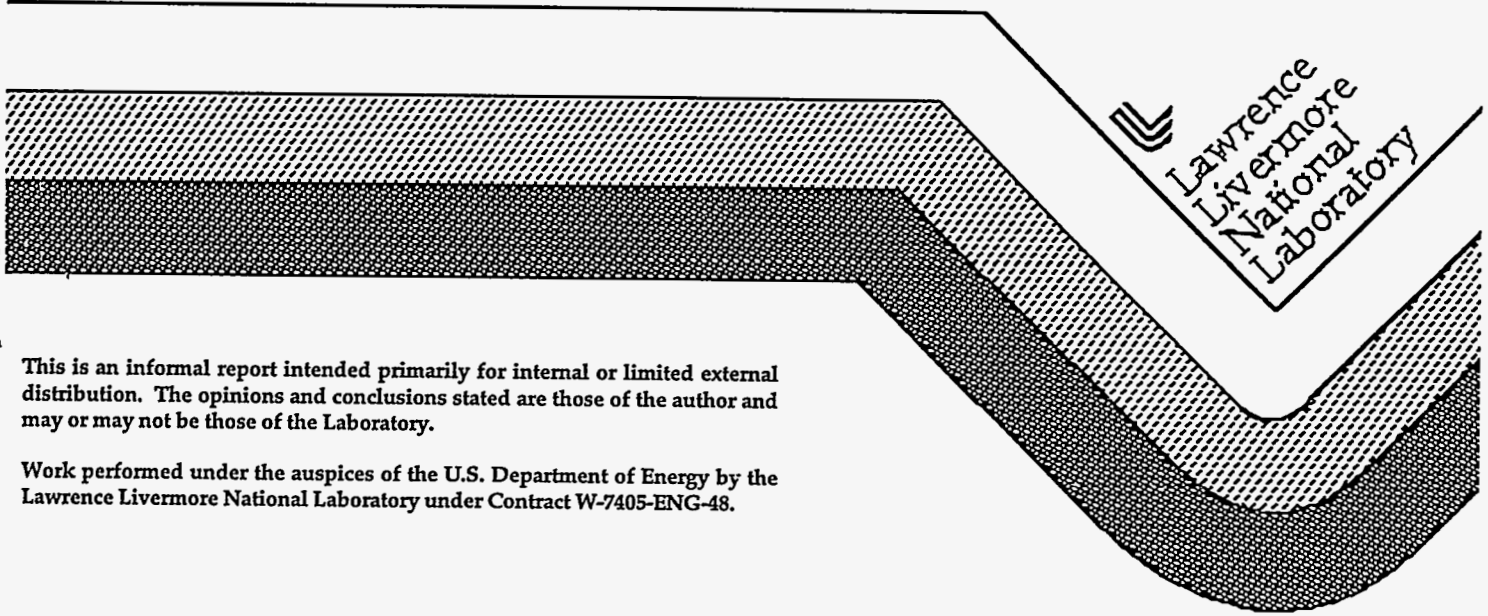 Lawrence
Livermore
National
Laboratory
This is an informal report intended primarily for internal or limited external
distribution. The opinions and conclusions stated are those of the author and
may or may not be those of the Laboratory.
Work performed under the auspices of the U.S. Department of Energy by the
Lawrence Livermore National Laboratory under Contract W-7405-ENG-48.